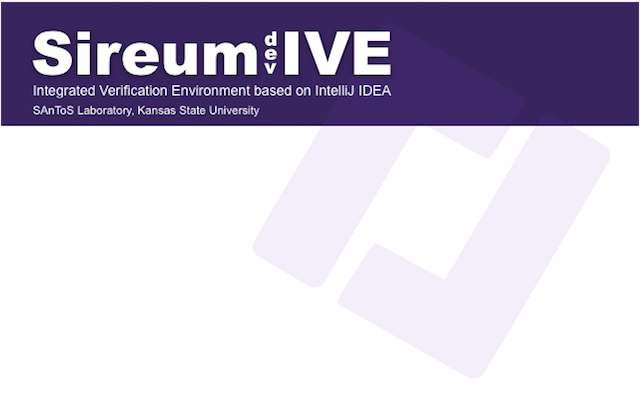 Sireum dev IVE
Integrated Verification Environment based on IntelliJ IDEA
SAnToS Laboratory, Kansas State University